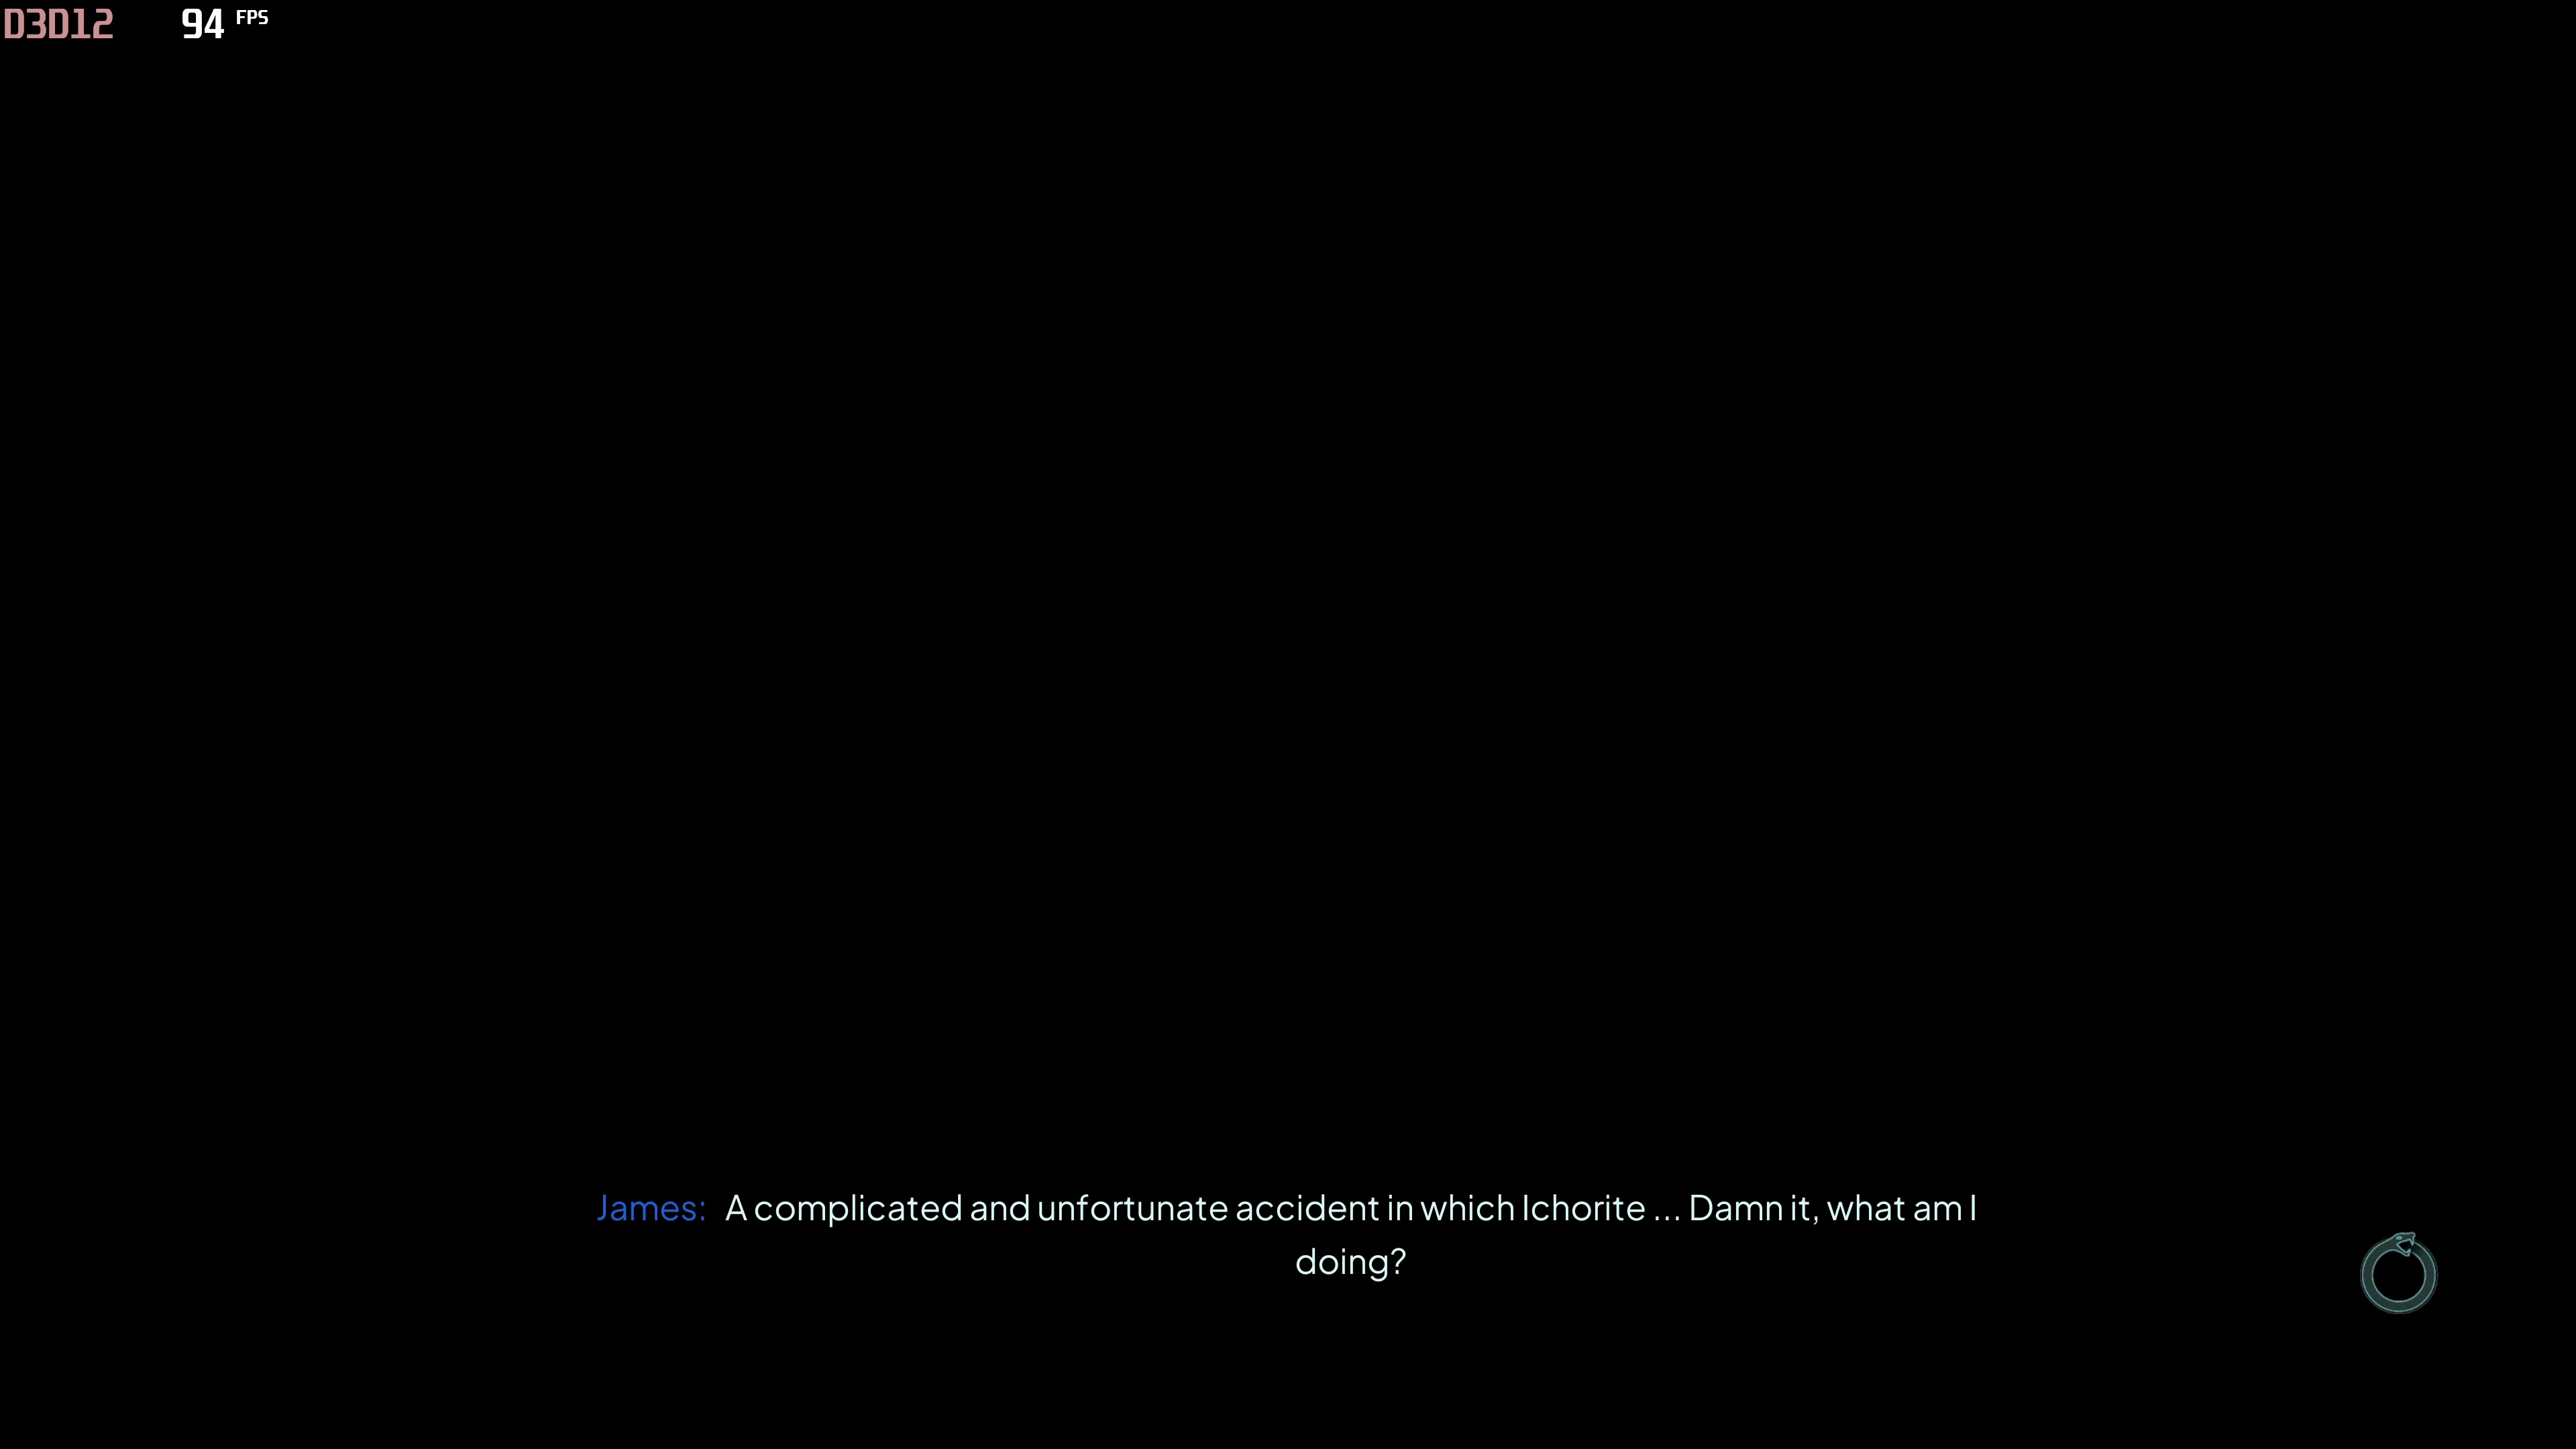 D3D12 94 FPS
James: A complicated and unfortunate accident in which Ichorite ... Damn it, what am I
doing?